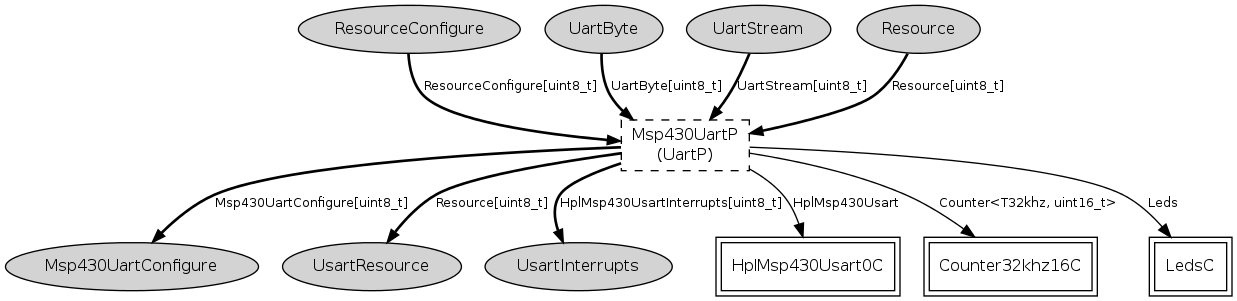 ResourceConfigure
UartByte
UartStream
Resource
ResourceConfigure[uint8_t]
UartByte[uint8_t]
UartStream[uint8_t]
Resource[uint8_t]
Msp430UartP
(UartP)
Msp430UartConfigure[uint8_t]
Resource[uint8_t]
HplMsp430UsartInterrupts[uint8_t]
HplMsp430Usart
Counter<T32khz, uint16_t>
Leds
Msp430UartConfigure
UsartResource
UsartInterrupts
HplMsp430Usart0C
Counter32khz16C
LedsC